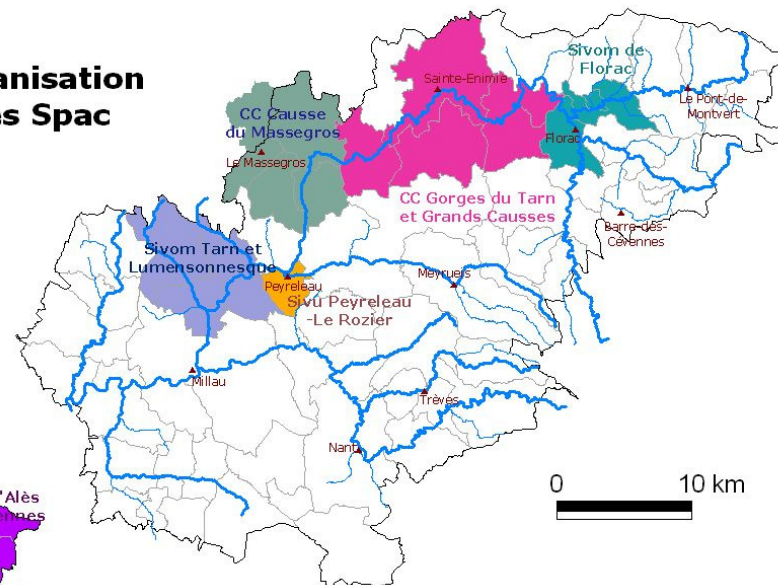 anisation
es Spac
Sivom de
Florac
Sainte-Enimie
Le Pont-de-
Montvert
CC Causse
du Massegros
Le Massegros
Florac
CC Gorges du Tarn
et Grands Causses
Barre-des-
Cévennes
Sivom Tarn et
Lumensonnesque
Peyreleau
Sivu Peyreleau
-Le Rozier
Meyrueis
Millau
Trèves
Nant
'Alès
ennes
0 10 km